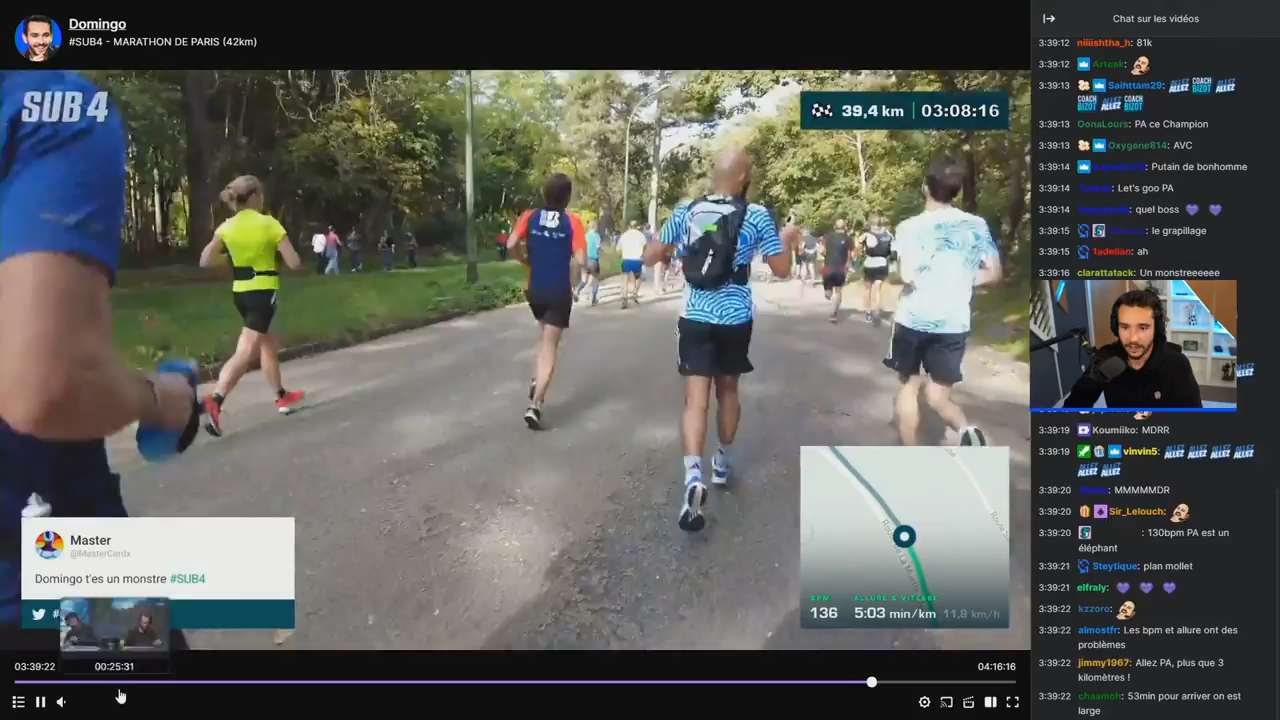 Domingo
#SUB4 - MARATHON DE PARIS (42km)
SUB 4
39,4 km | 03:08:16
Master
@MasterCardx
Domingo t'es un monstre #SUB4
#
BPM
136
ALLURE & VITESSE
5:03 min/km 11,8 km/h
03:39:22
00:25:31
04:16:16
Chat sur les vidéos
3:39:12 niiiishtha_h: 81k
3:39:12 Arteak:
3:39:13 Saihttam29: ALLEZ COACH BIZOT ALLEZ
COACH BIZOT ALLEZ COACH BIZOT
3:39:13 OonaLours: PA ce Champion
3:39:13 Oxygene814: AVC
3:39:14 : Putain de bonhomme
3:39:14 : Let's goo PA
3:39:14 : quel boss
3:39:15 : le grapillage
3:39:15 1adelian: ah
3:39:16 clarattatack: Un monstreeeeee
ALLEZ
3:39:19 Koumiiko: MDRR
3:39:19 vinvin5: ALLEZ ALLEZ ALLEZ ALLEZ
ALLEZ ALLEZ
3:39:20 : MMMMMDR
3:39:20 Sir_Lelouch:
3:39:20 : 130bpm PA est un
éléphant
3:39:21 Steytique: plan mollet
3:39:21 elfraly:
3:39:22 kzzoro:
3:39:22 almostfr: Les bpm et allure ont des
problèmes
3:39:22 jimmy1967: Allez PA, plus que 3
kilomètres !
3:39:22 chaamoh: 53min pour arriver on est
large